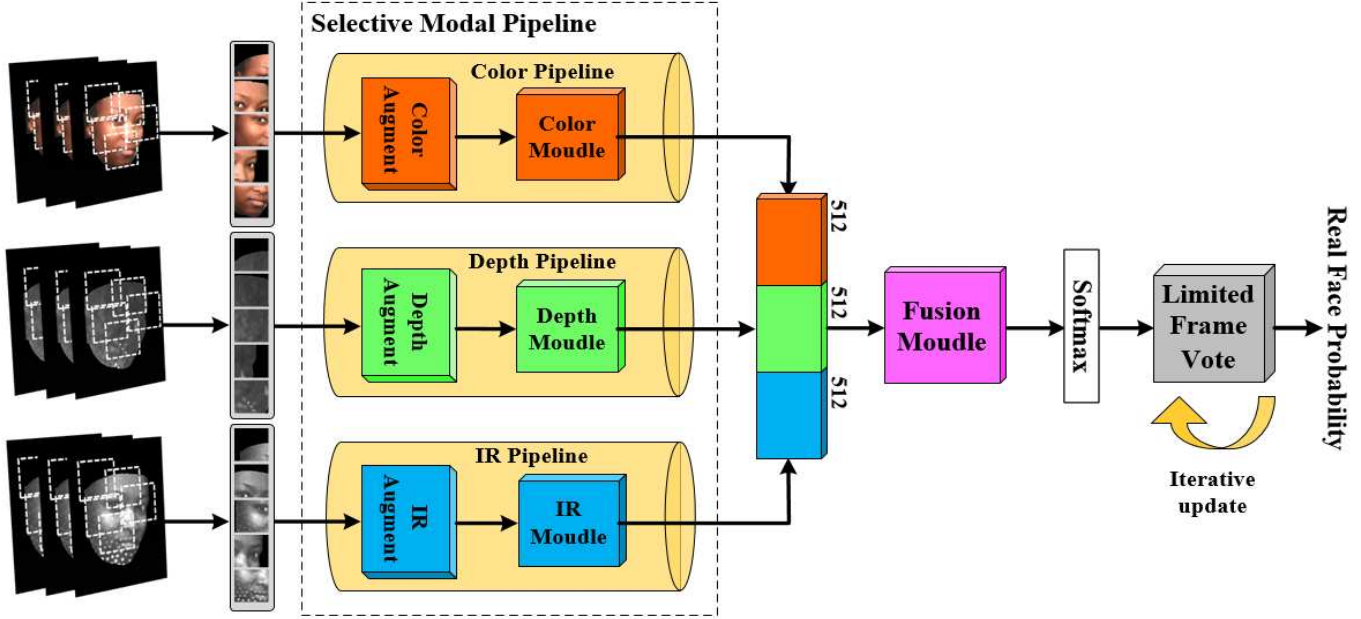 Selective Modal Pipeline
Color Pipeline
Color
Augment
Color
Moudle
512
Depth Pipeline
Depth
Augment
Depth
Moudle
512
IR Pipeline
IR
Augment
IR
Moudle
512
Fusion
Moudle
Softmax
Limited
Frame
Vote
Iterative
update
Real Face Probability